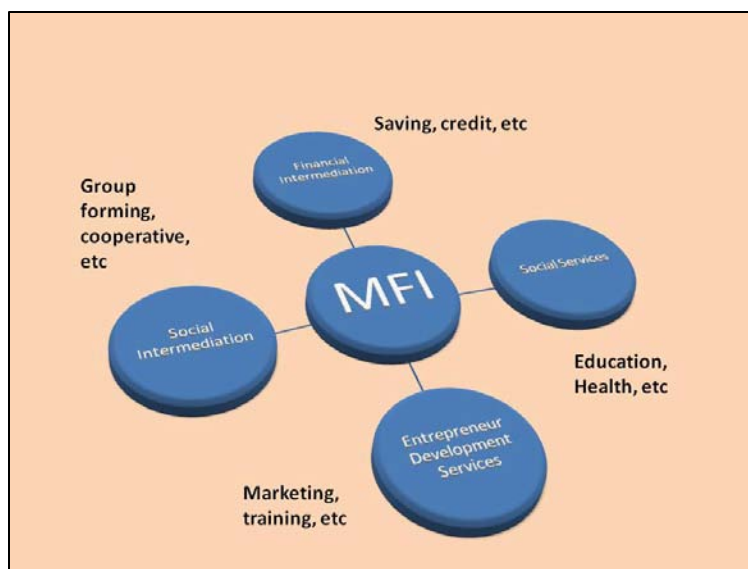 Saving, credit, etc
Financial
Intermediation
Group
forming,
cooperative,
etc
MFI
Social Services
Social
Intermediation
Education,
Health, etc
Entrepreneur
Development
Services
Marketing,
training, etc